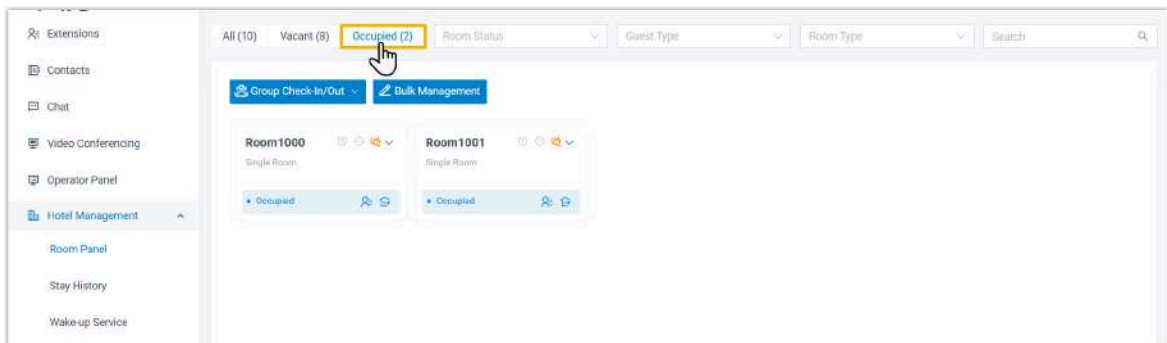 Extensions
Contacts
Chat
Video Conferencing
Operator Panel
Hotel Management
Room Panel
Stay History
Wake-up Service
All (10) Vacant (8) Occupied (2) Room Status Guest Type Room Type Search
Group Check-In/Out Bulk Management
Room1000
Single Room
Occupied
Room1001
Single Room
Occupied